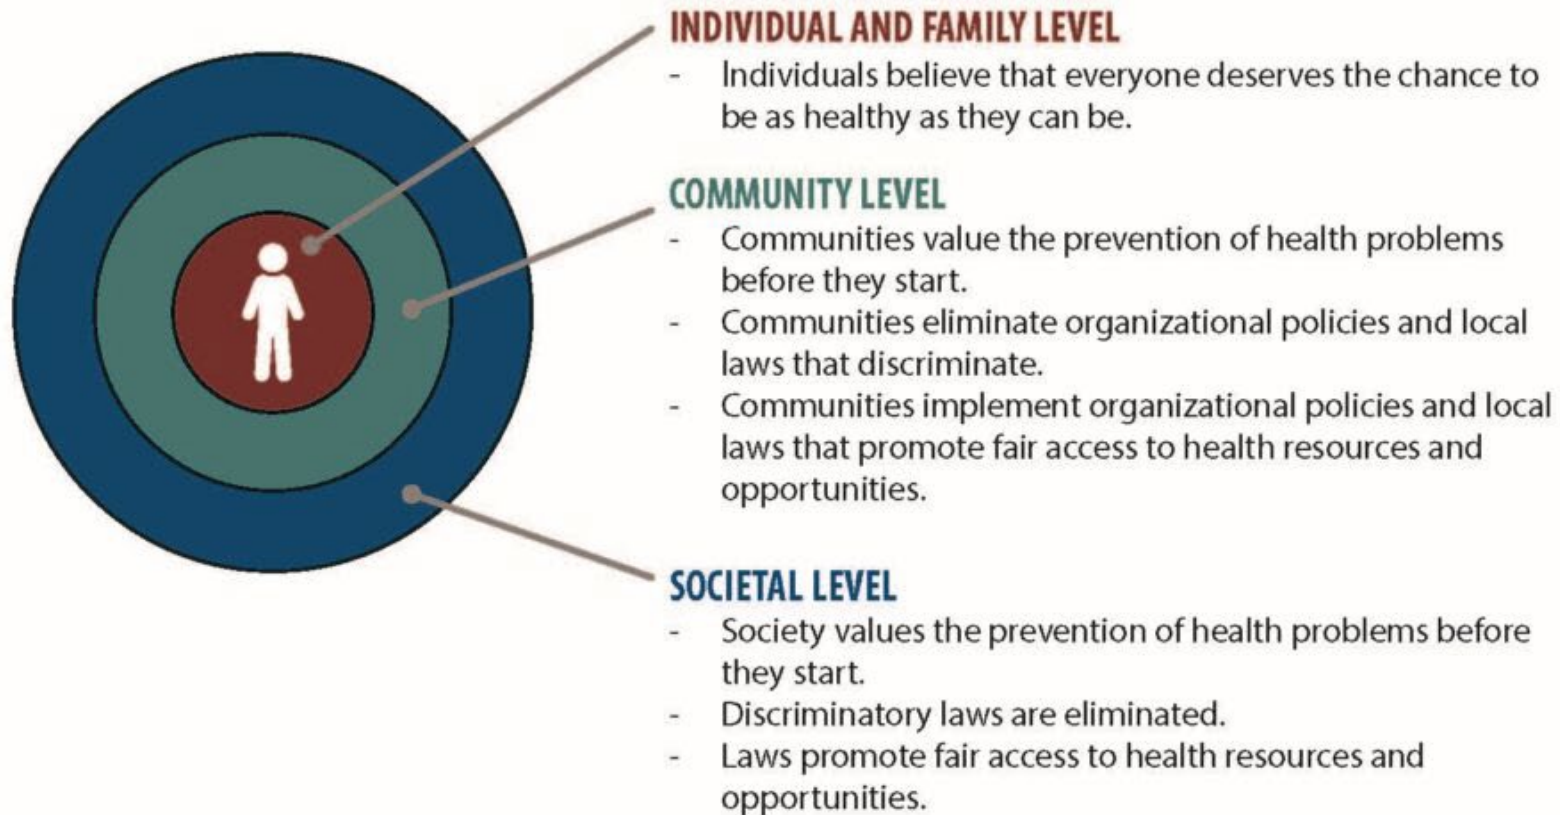 INDIVIDUAL AND FAMILY LEVEL
- Individuals believe that everyone deserves the chance to
be as healthy as they can be.
COMMUNITY LEVEL
- Communities value the prevention of health problems
before they start.
- Communities eliminate organizational policies and local
laws that discriminate.
- Communities implement organizational policies and local
laws that promote fair access to health resources and
opportunities.
SOCIETAL LEVEL
- Society values the prevention of health problems before
they start.
- Discriminatory laws are eliminated.
- Laws promote fair access to health resources and
opportunities.